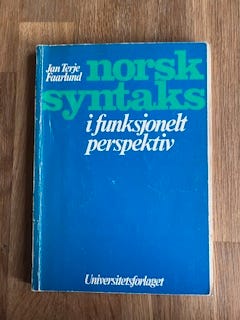 Jan Terje
Faarlund
norsk
syntaks
i funksjonelt
perspektiv
Universitetsforlaget